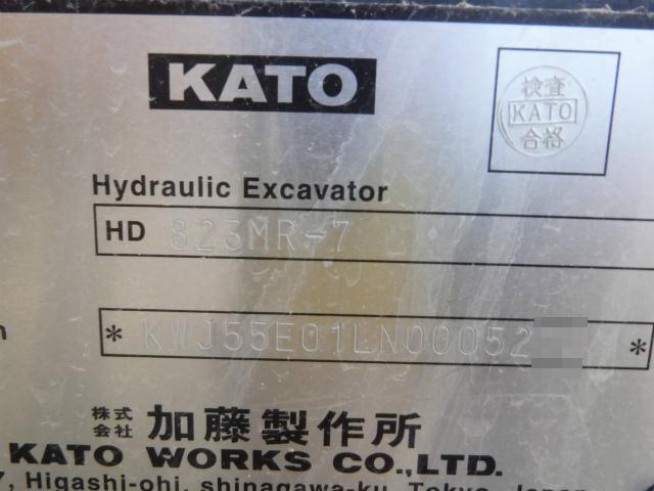 KATO
検査
KATO
合格
Hydraulic Excavator
HD 823MR-7
* KWJ55E01LN00052 *
株式
会社 加藤製作所
KATO WORKS CO.,LTD.
Higashi-ohi, shinagawa-ku, Tokyo, Japan